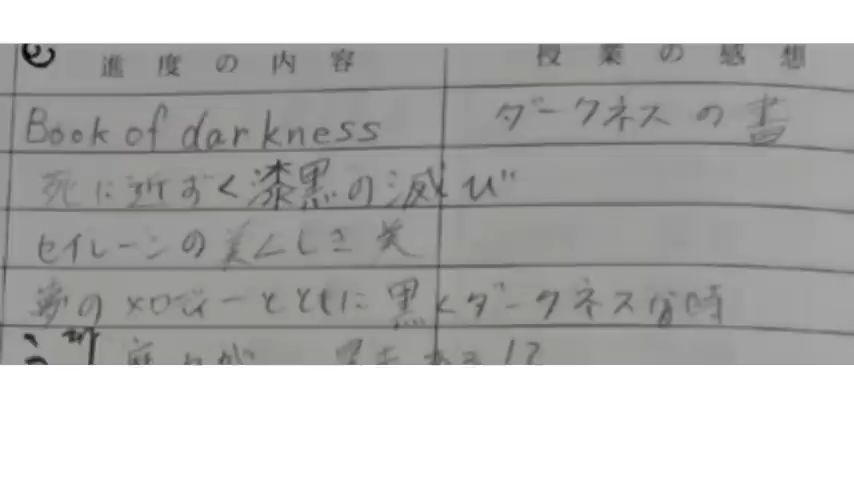 進度の内容 授業の感想
Book of darkness ダークネスの書
死に近ずく漆黒の滅び
セイレーンの美くしき
夢のメロディーとともに黒くダークネスな時